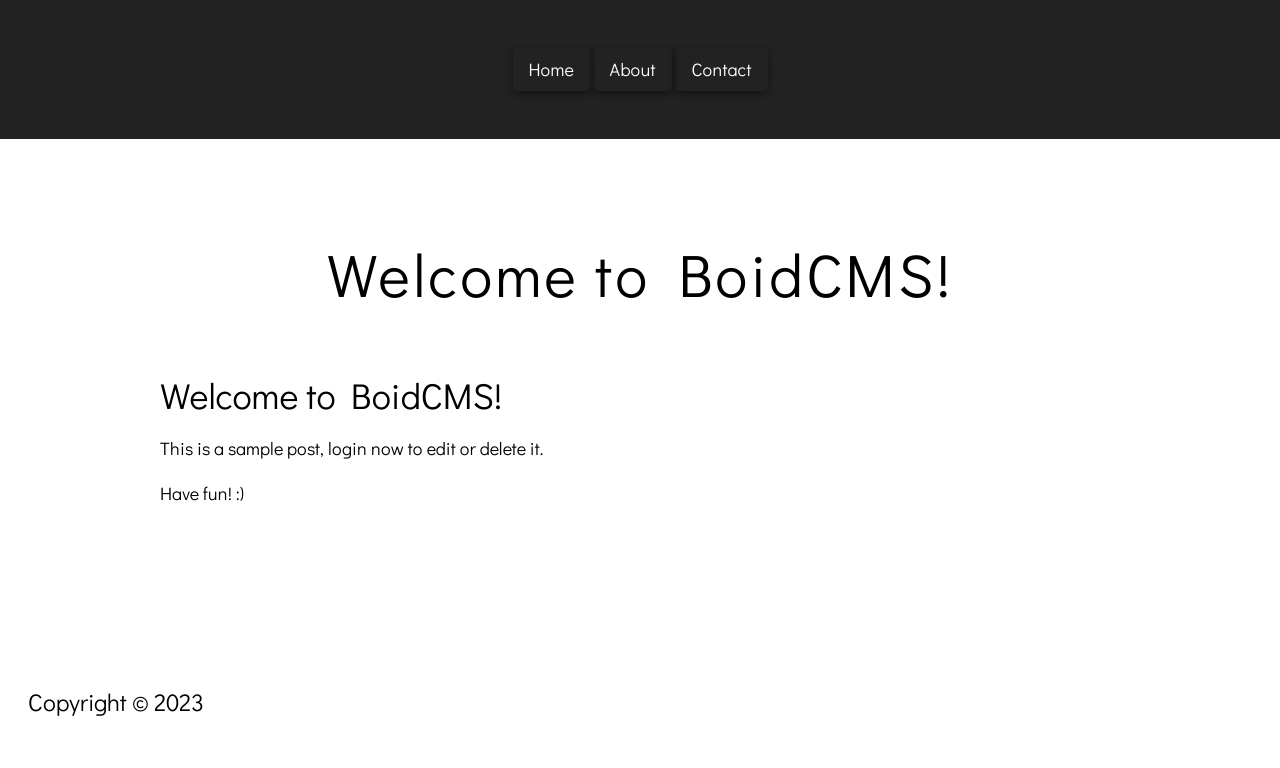 Home About Contact
Welcome to BoidCMS!
Welcome to BoidCMS!
This is a sample post, login now to edit or delete it.
Have fun! :)
Copyright © 2023